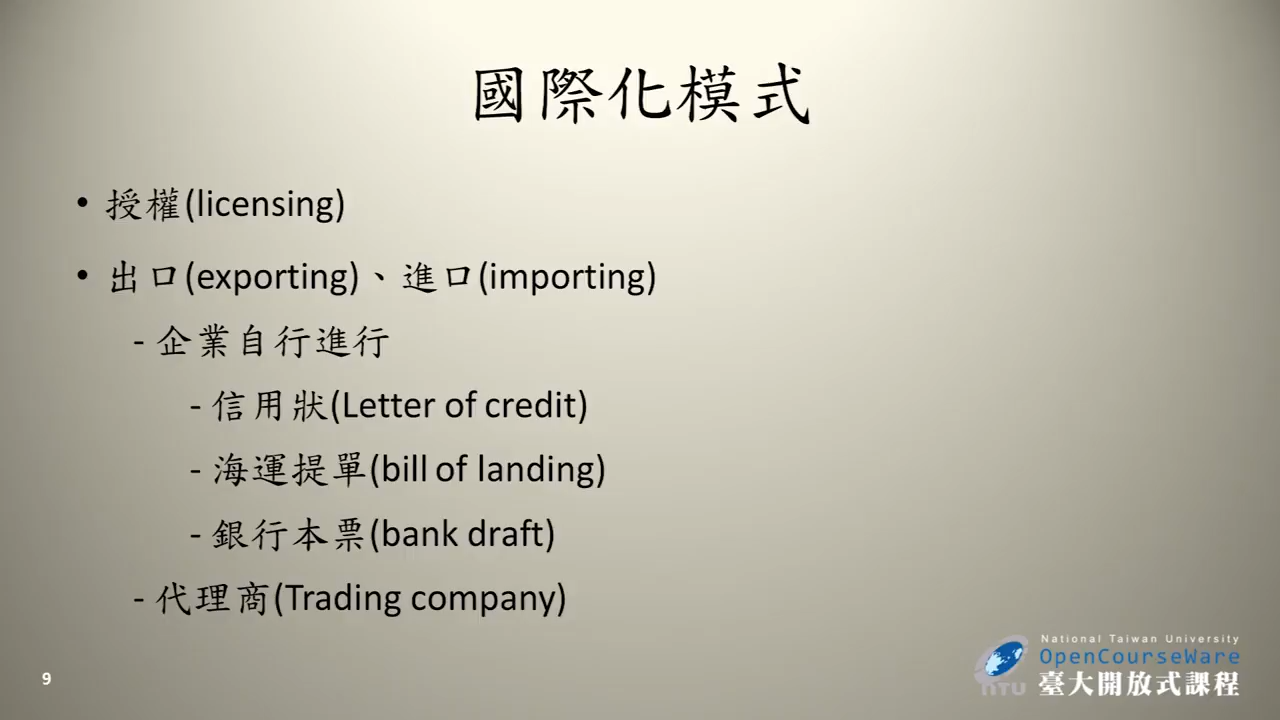 國際化模式
• 授權(licensing)
• 出口(exporting)、進口(importing)
- 企業自行進行
- 信用狀(Letter of credit)
- 海運提單(bill of landing)
- 銀行本票(bank draft)
- 代理商(Trading company)
National Taiwan University
OpenCourseWare
NTU 臺大開放式課程
9